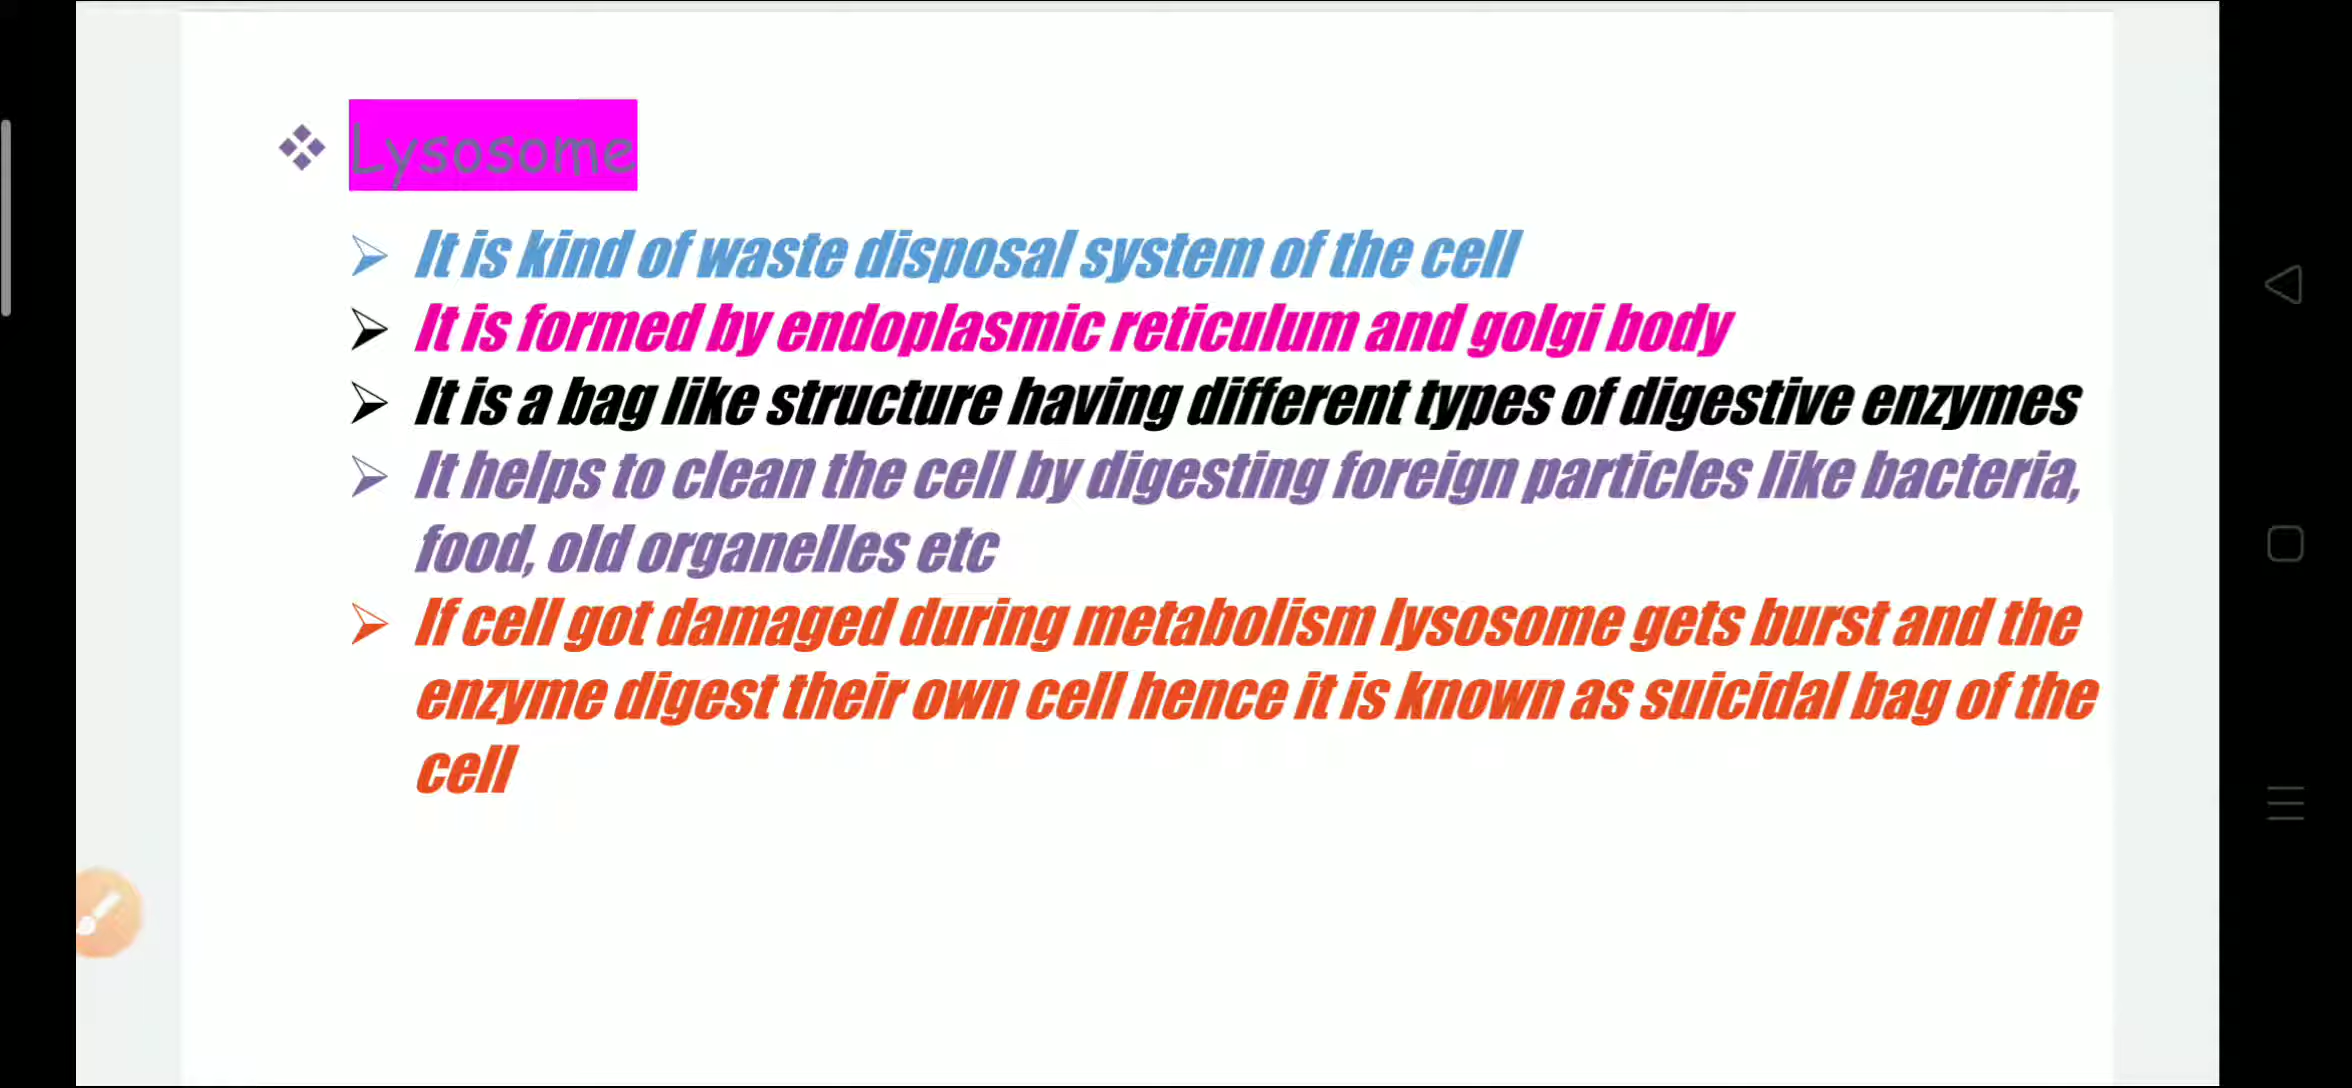 Lysosome
It is kind of waste disposal system of the cell
It is formed by endoplasmic reticulum and golgi body
It is a bag like structure having different types of digestive enzymes
It helps to clean the cell by digesting foreign particles like bacteria,
food, old organelles etc
If cell got damaged during metabolism lysosome gets burst and the
enzyme digest their own cell hence it is known as suicidal bag of the
cell